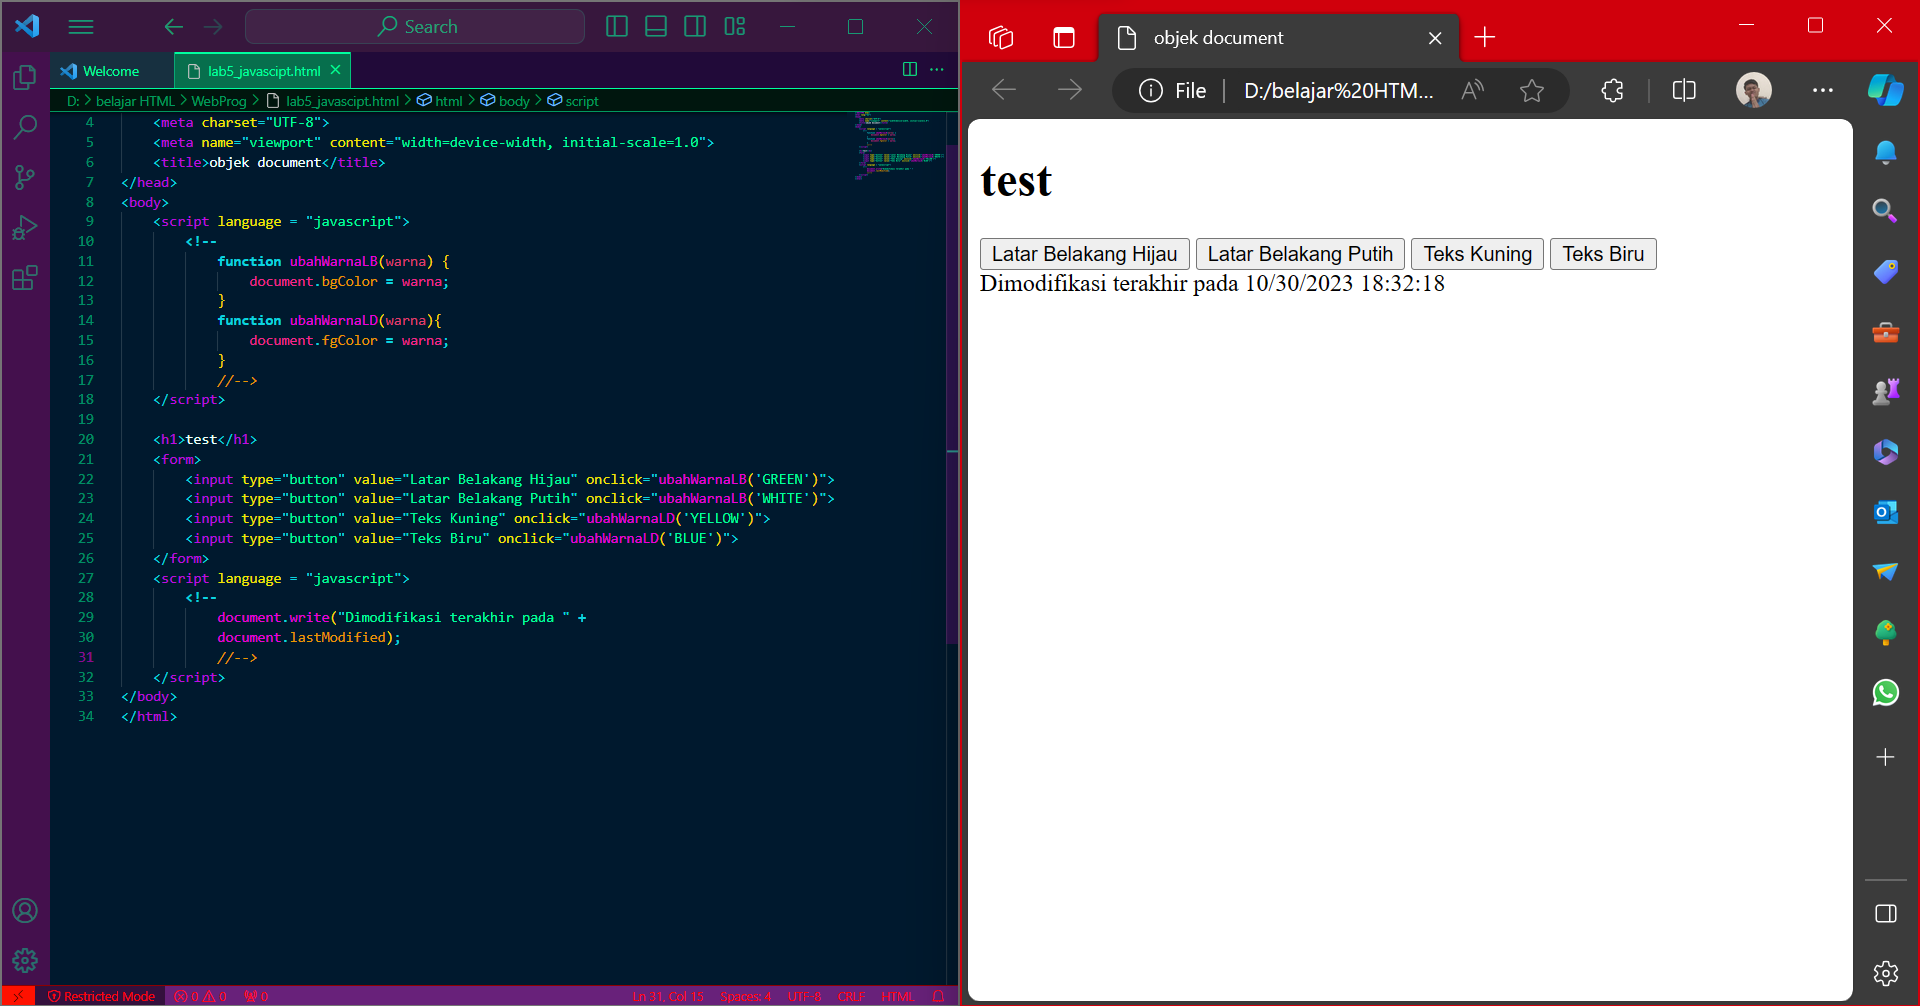 Search
Welcome
lab5_javascipt.html
D: > belajar HTML > WebProg > lab5_javascipt.html > html > body > script
4 <meta charset="UTF-8">
5 <meta name="viewport" content="width=device-width, initial-scale=1.0">
6 <title>objek document</title>
7 </head>
8 <body>
9 <script language = "javascript">
10 <!--
11 function ubahWarnaLB(warna) {
12 document.bgColor = warna;
13 }
14 function ubahWarnaLD(warna){
15 document.fgColor = warna;
16 }
17 //-->
18 </script>
19
20 <h1>test</h1>
21 <form>
22 <input type="button" value="Latar Belakang Hijau" onclick="ubahWarnaLB('GREEN')">
23 <input type="button" value="Latar Belakang Putih" onclick="ubahWarnaLB('WHITE')">
24 <input type="button" value="Teks Kuning" onclick="ubahWarnaLD('YELLOW')">
25 <input type="button" value="Teks Biru" onclick="ubahWarnaLD('BLUE')">
26 </form>
27 <script language = "javascript">
28 <!--
29 document.write("Dimodifikasi terakhir pada " +
30 document.lastModified);
31 //-->
32 </script>
33 </body>
34 </html>
Restricted Mode 0 0 0 Ln 31, Col 15 Spaces: 4 UTF-8 CRLF HTML
objek document
File | D:/belajar%20HTM...
test
Latar Belakang Hijau Latar Belakang Putih Teks Kuning Teks Biru
Dimodifikasi terakhir pada 10/30/2023 18:32:18